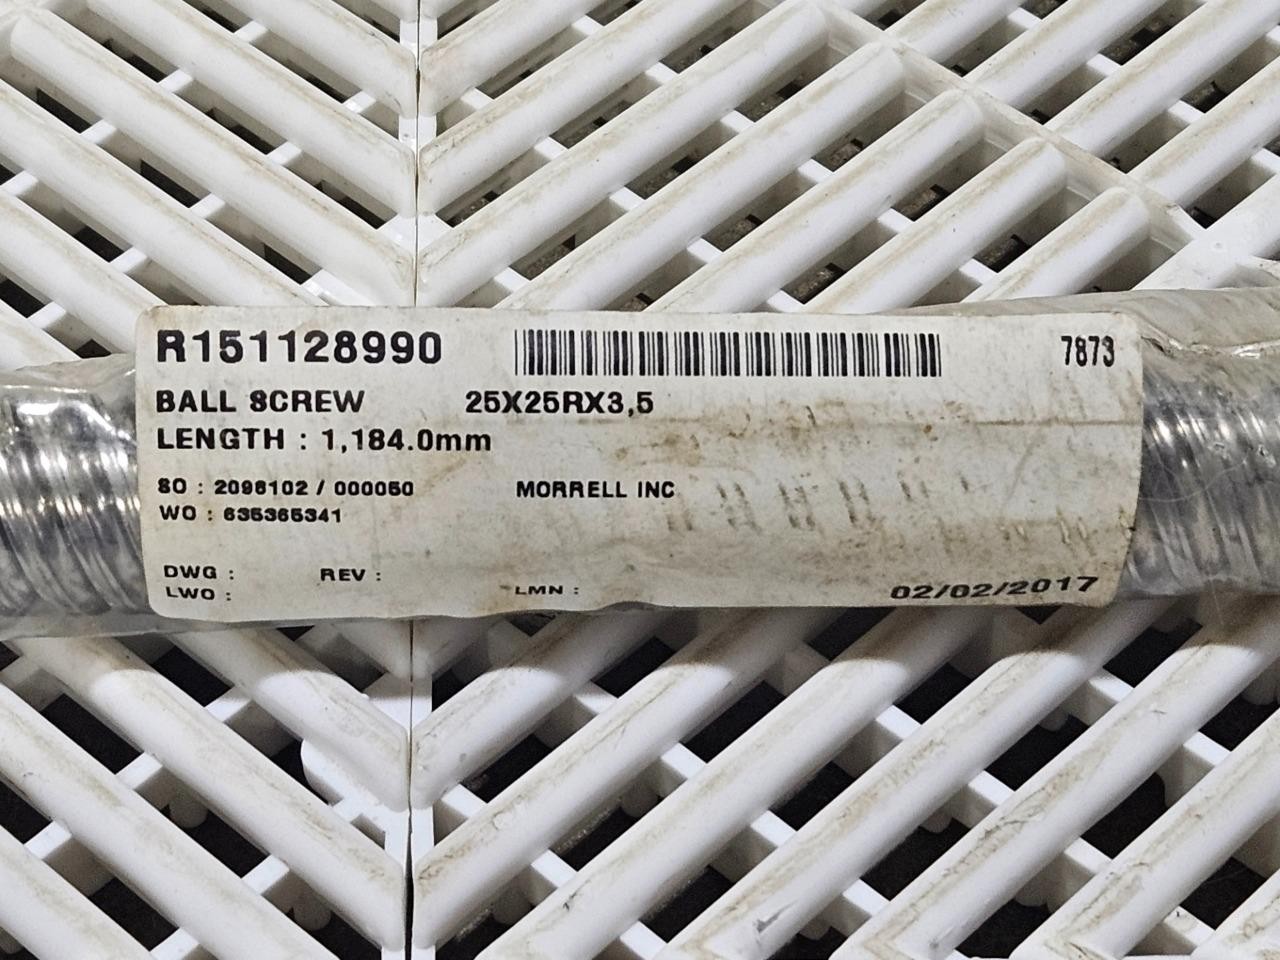 R151128990 7873
BALL SCREW 25X25RX3,5
LENGTH : 1,184.0mm
SO : 2098102 / 000050 MORRELL INC
WO : 635365341
DWG : REV :
LWO : LMN : 02/02/2017